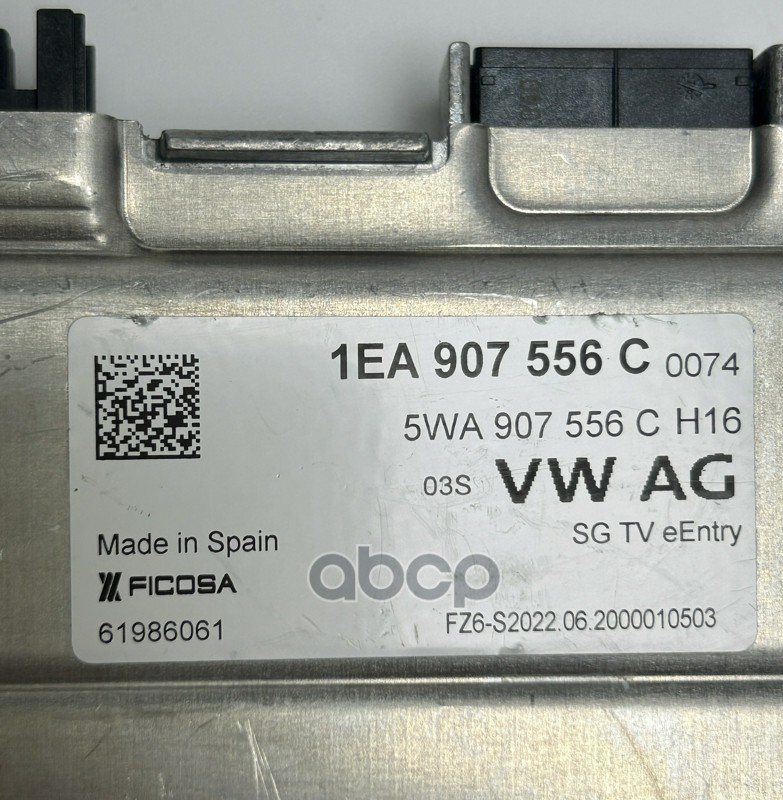 1EA 907 556 C 0074
5WA 907 556 C H16
03S VW AG
SG TV eEntry
Made in Spain
FICOSA
abcp
61986061
FZ6-S2022.06.2000010503